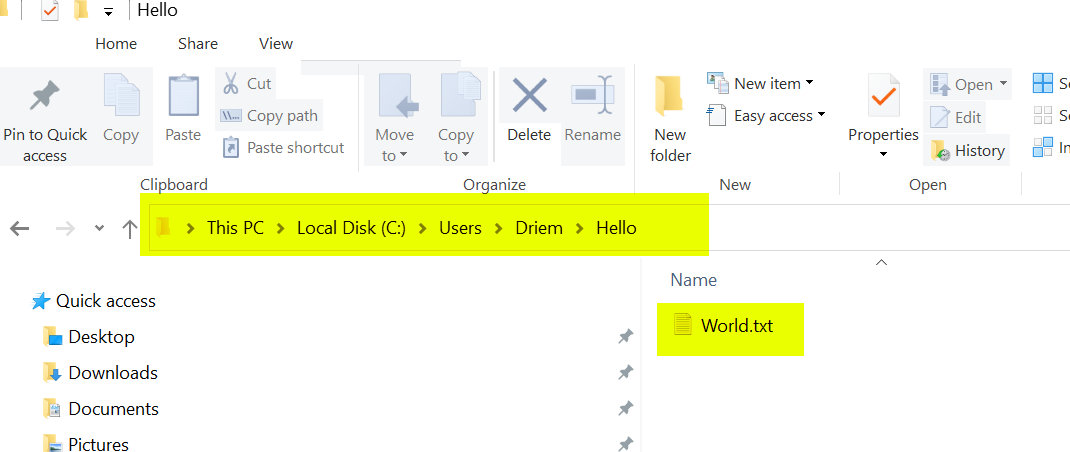 Hello
Home Share View
Pin to Quick access
Copy
Paste
Cut
Copy path
Paste shortcut
Clipboard
Move to
Copy to
Delete
Rename
Organize
New folder
New item
Easy access
New
Properties
Open
Edit
History
Open
This PC > Local Disk (C:) > Users > Driem > Hello
Name
World.txt
Quick access
Desktop
Downloads
Documents
Pictures